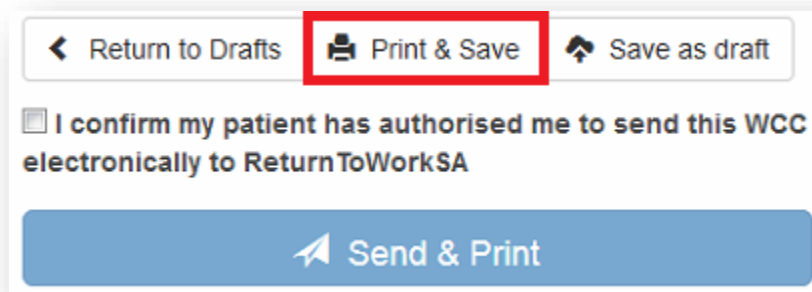 Return to Drafts Print & Save Save as draft
I confirm my patient has authorised me to send this WCC
electronically to ReturnToWorkSA
Send & Print